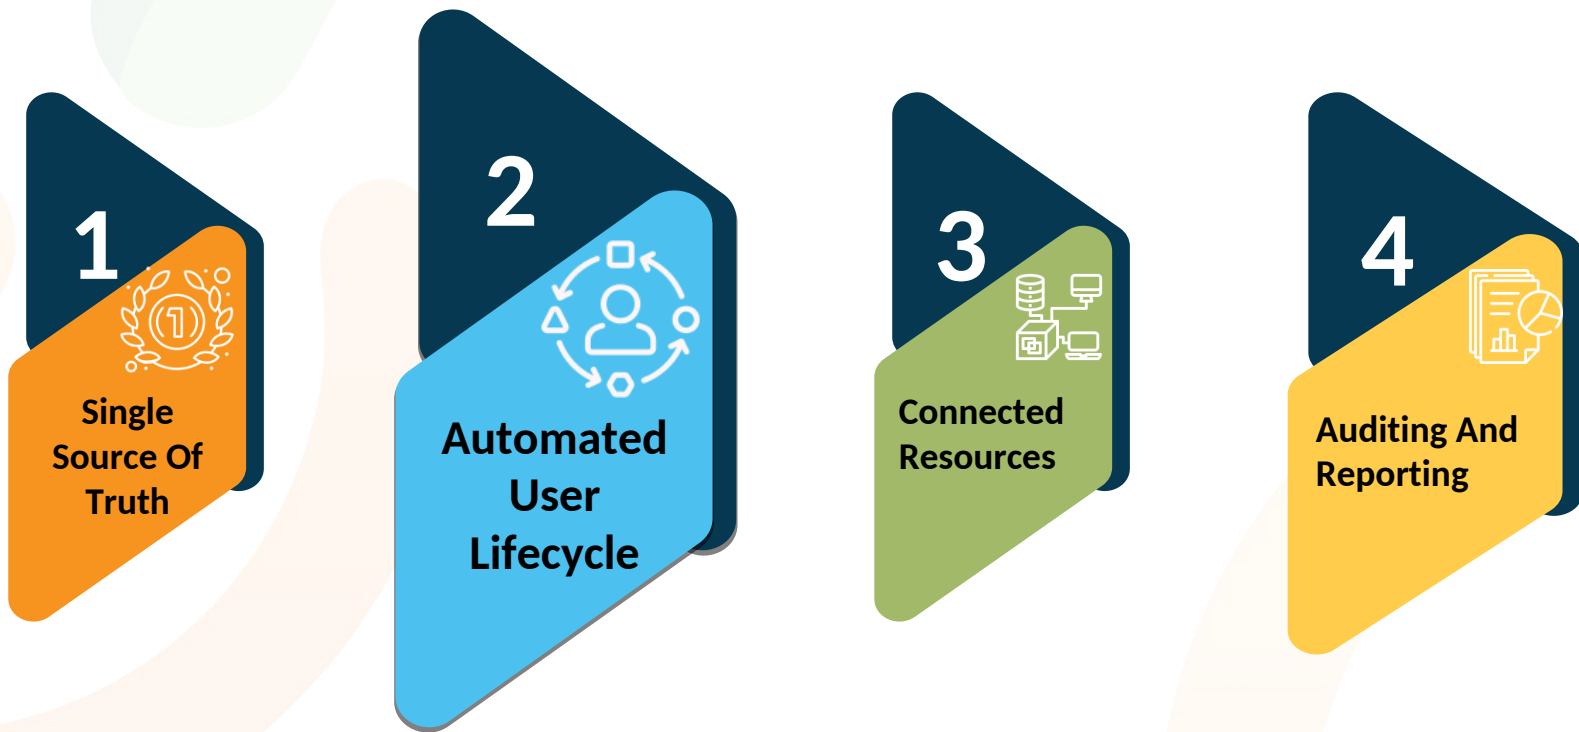 1
Single
Source Of
Truth
2
Automated
User
Lifecycle
3
Connected
Resources
4
Auditing And
Reporting